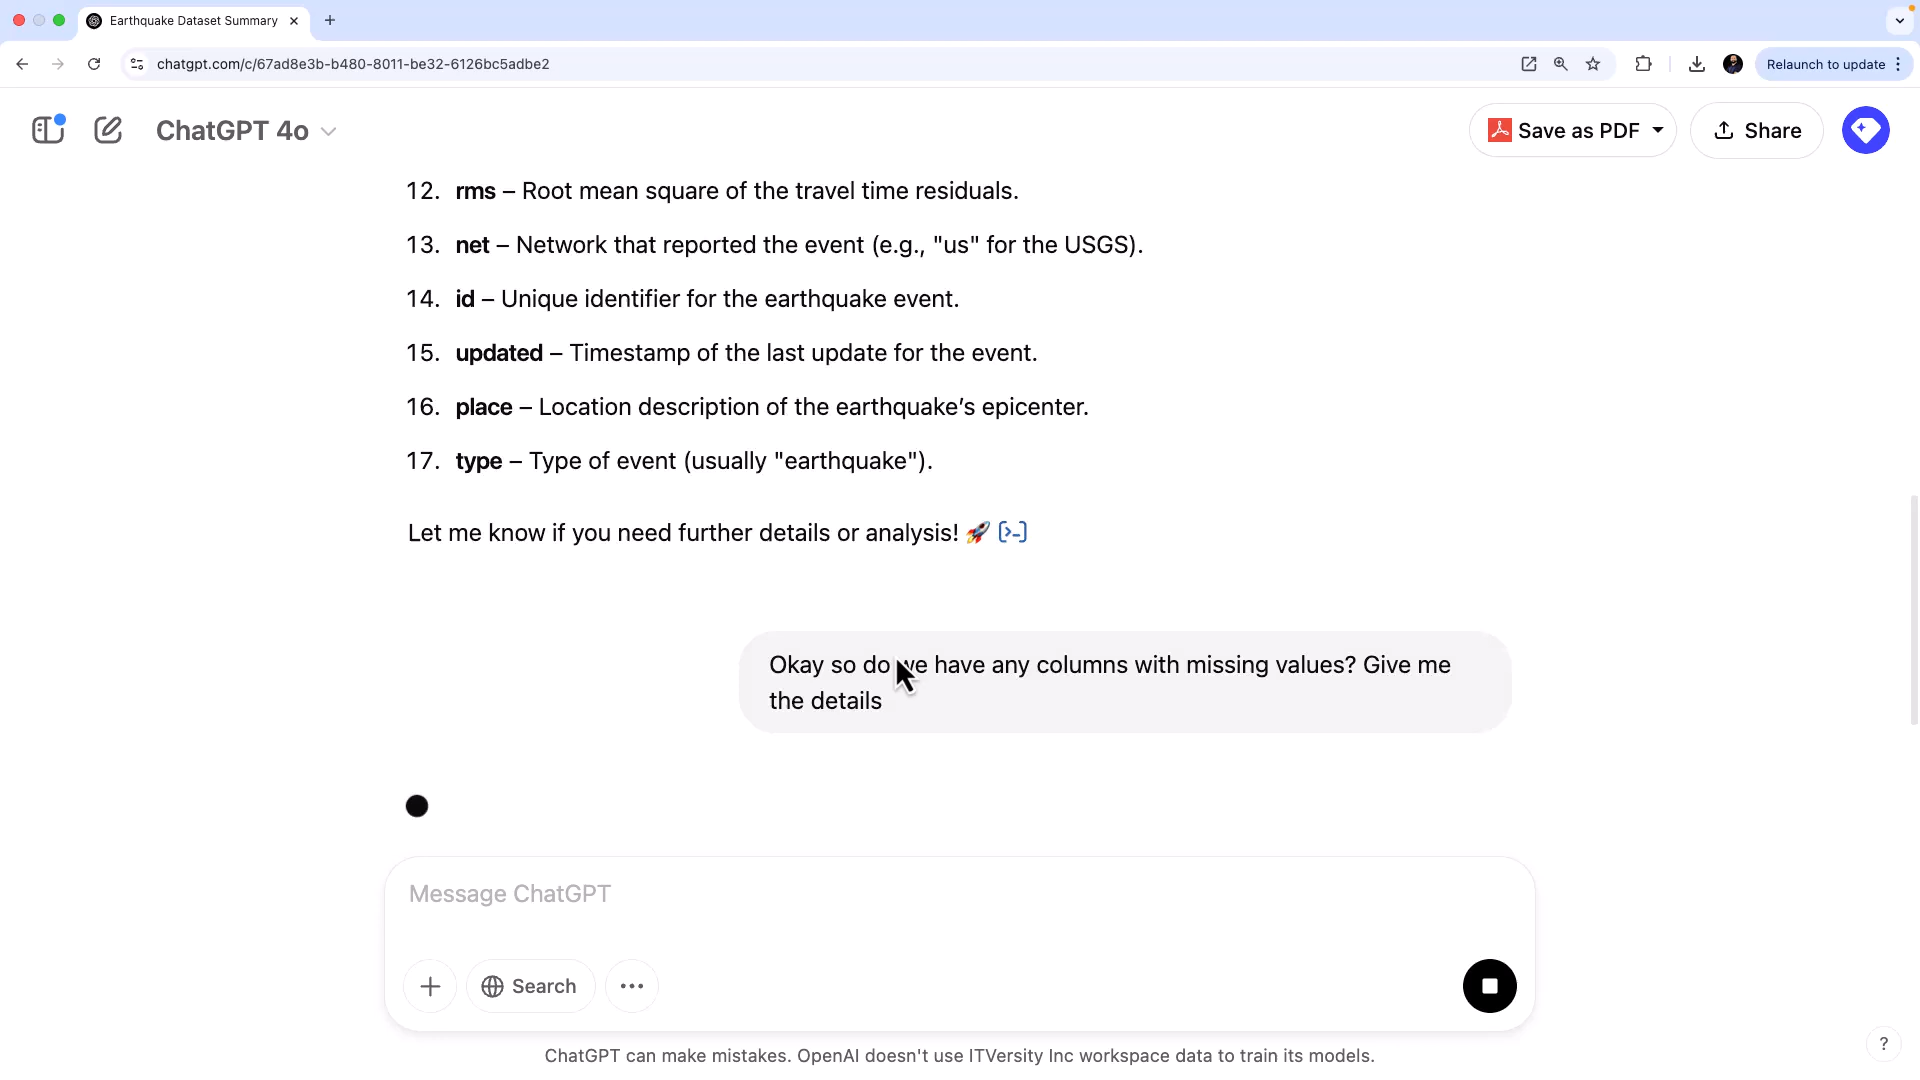 Earthquake Dataset Summary
chatgpt.com/c/67ad8e3b-b480-8011-be32-6126bc5adbe2
Relaunch to update
ChatGPT 4o
Save as PDF
Share
12. rms – Root mean square of the travel time residuals.
13. net – Network that reported the event (e.g., "us" for the USGS).
14. id – Unique identifier for the earthquake event.
15. updated – Timestamp of the last update for the event.
16. place – Location description of the earthquake's epicenter.
17. type – Type of event (usually "earthquake").
Let me know if you need further details or analysis! 🚀 [>-]
Okay so do we have any columns with missing values? Give me
the details
Message ChatGPT
Search
ChatGPT can make mistakes. OpenAI doesn't use ITVersity Inc workspace data to train its models.
?